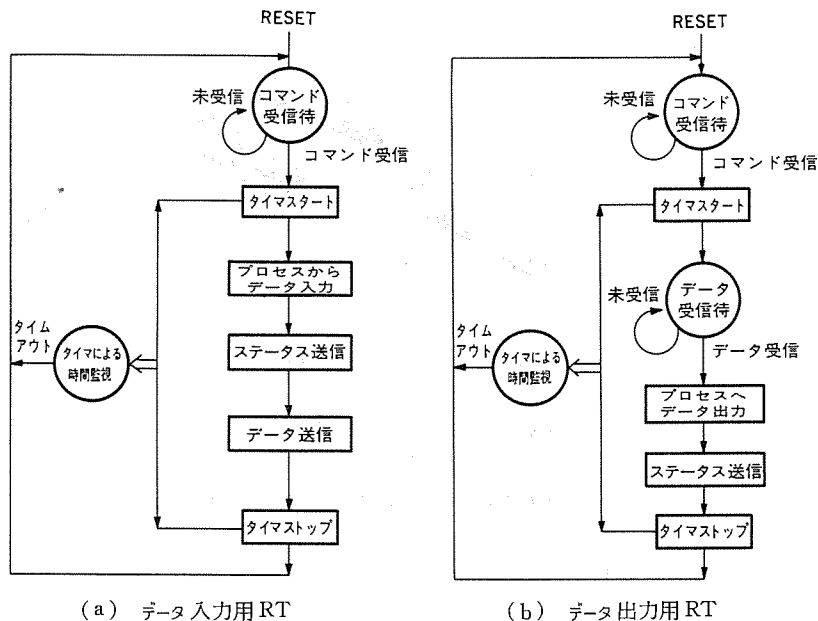 RESET
未受信
コマンド
受信待
コマンド受信
タイマスタート
プロセスから
データ入力
ステータス送信
データ送信
タイマストップ
タイム
アウト
タイマによる
時間監視
(a) データ入力用RT
RESET
未受信
コマンド
受信待
コマンド受信
タイマスタート
未受信
データ
受信待
データ受信
プロセスへ
データ出力
ステータス送信
タイマストップ
タイム
アウト
タイマによる
時間監視
(b) データ出力用RT